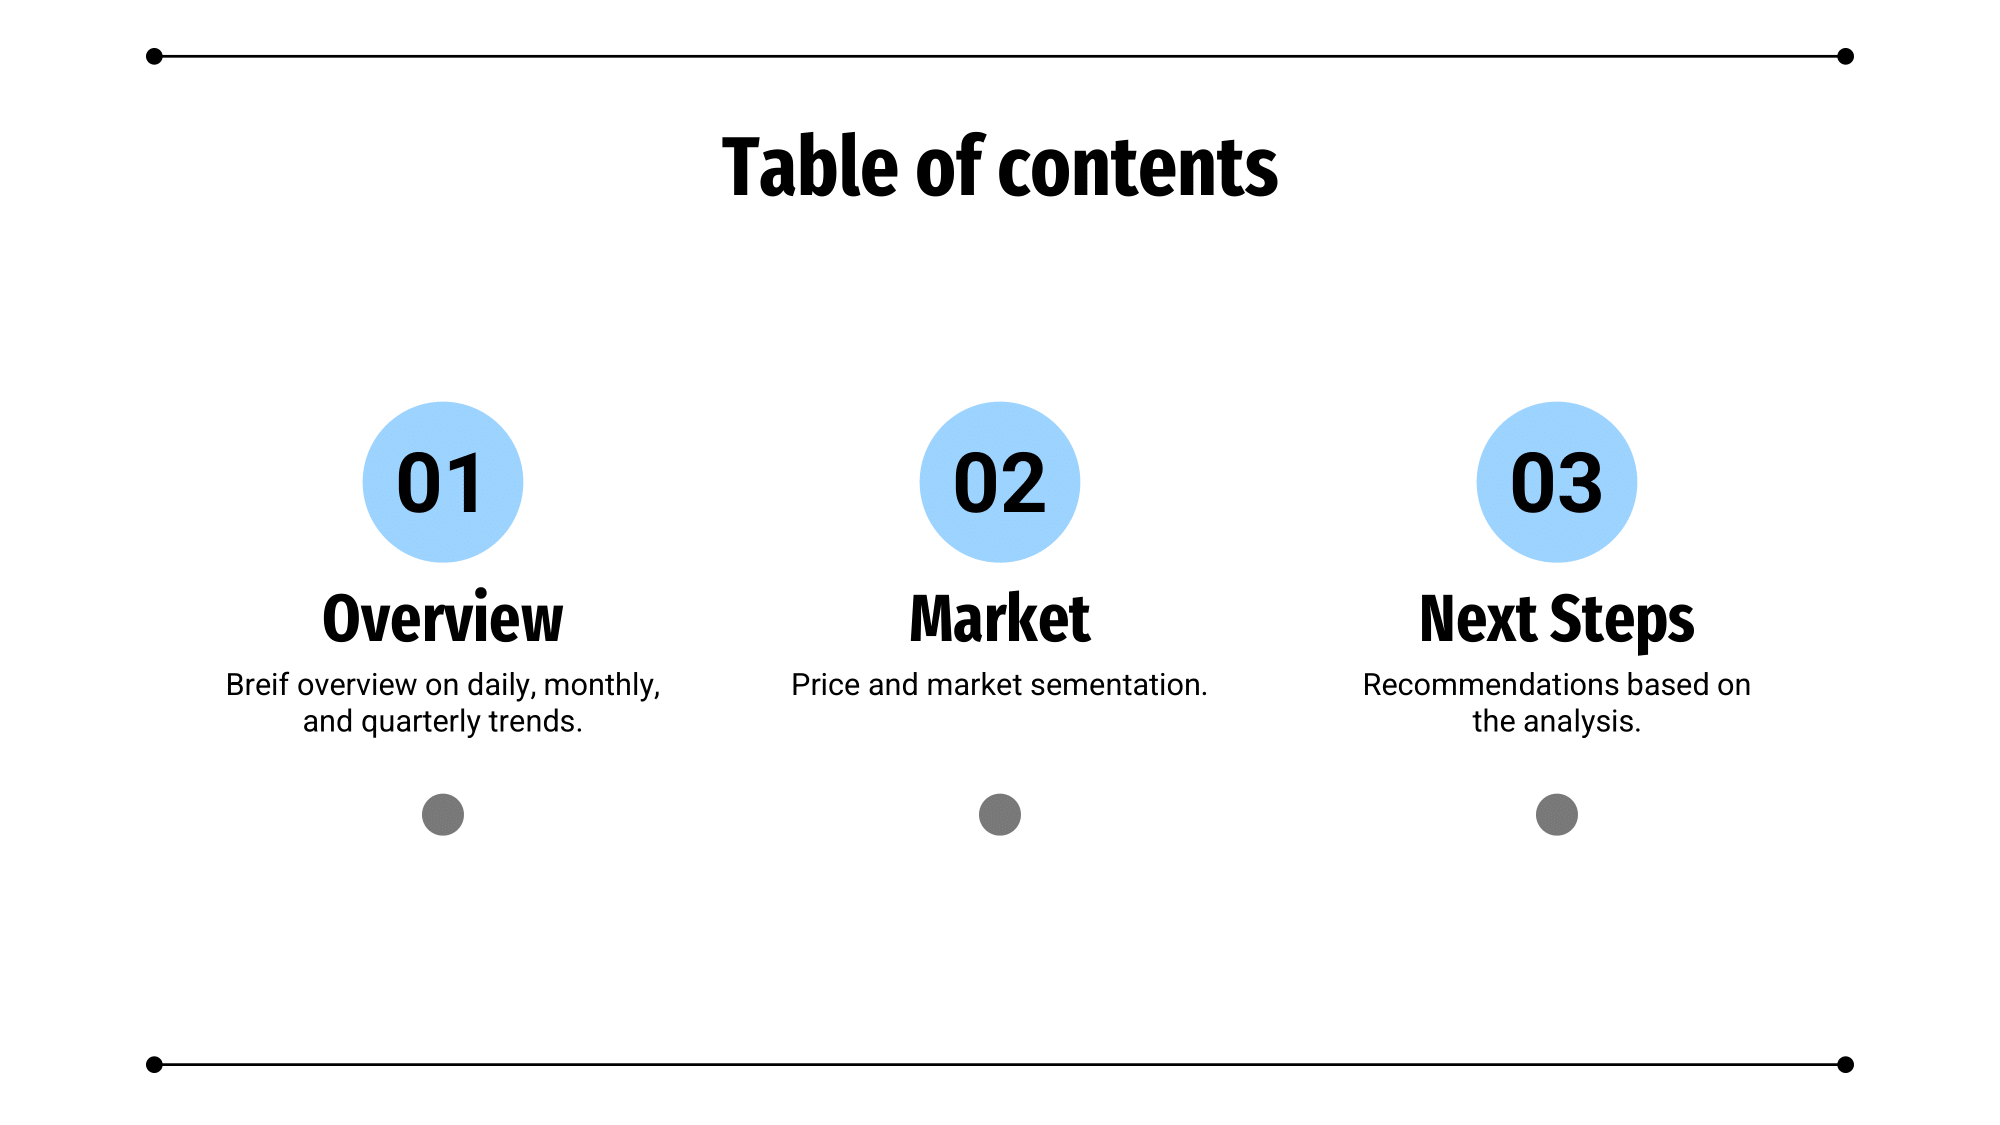 Table of contents
01
Overview
Breif overview on daily, monthly,
and quarterly trends.
02
Market
Price and market sementation.
03
Next Steps
Recommendations based on
the analysis.